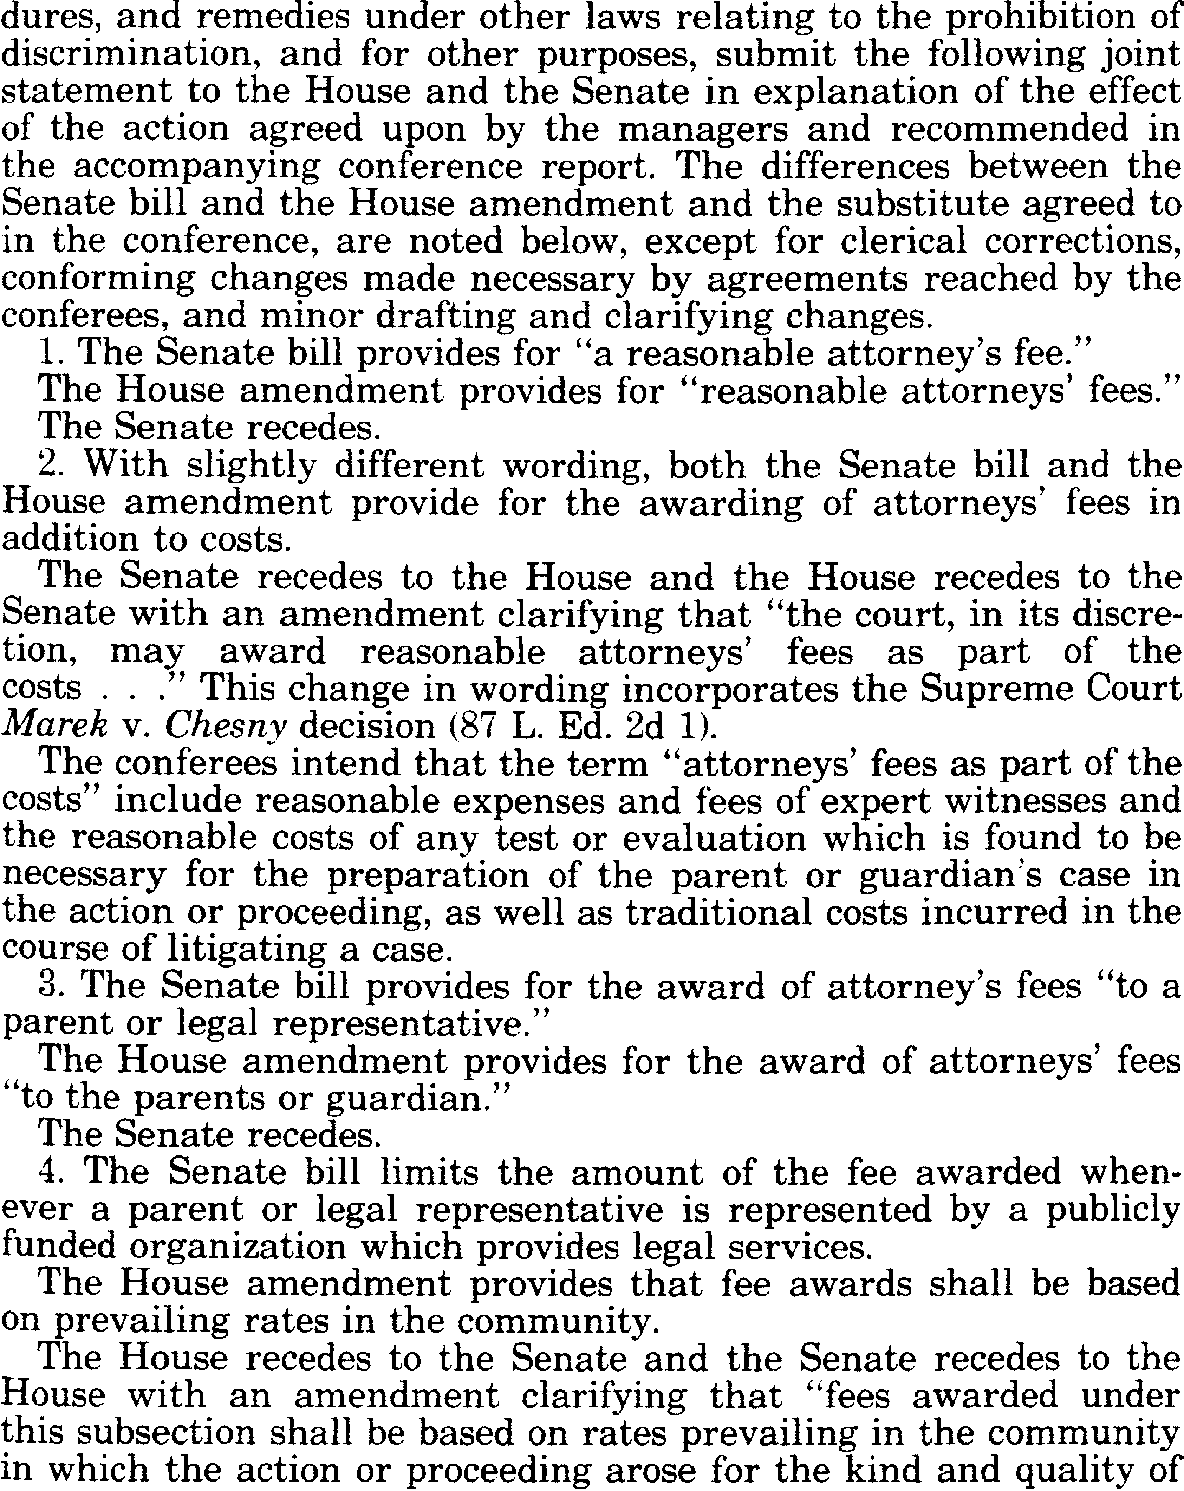 dures, and remedies under other laws relating to the prohibition of
discrimination, and for other purposes, submit the following joint
statement to the House and the Senate in explanation of the effect
of the action agreed upon by the managers and recommended in
the accompanying conference report. The differences between the
Senate bill and the House amendment and the substitute agreed to
in the conference, are noted below, except for clerical corrections,
conforming changes made necessary by agreements reached by the
conferees, and minor drafting and clarifying changes.
1. The Senate bill provides for “a reasonable attorney’s fee.”
The House amendment provides for “reasonable attorneys’ fees.”
The Senate recedes.
2. With slightly different wording, both the Senate bill and the
House amendment provide for the awarding of attorneys’ fees in
addition to costs.
The Senate recedes to the House and the House recedes to the
Senate with an amendment clarifying that “the court, in its discre-
tion, may award reasonable attorneys’ fees as part of the
costs . . .” This change in wording incorporates the Supreme Court
Marek v. Chesny decision (87 L. Ed. 2d 1).
The conferees intend that the term “attorneys’ fees as part of the
costs” include reasonable expenses and fees of expert witnesses and
the reasonable costs of any test or evaluation which is found to be
necessary for the preparation of the parent or guardian’s case in
the action or proceeding, as well as traditional costs incurred in the
course of litigating a case.
3. The Senate bill provides for the award of attorney’s fees “to a
parent or legal representative.”
The House amendment provides for the award of attorneys’ fees
“to the parents or guardian.”
The Senate recedes.
4. The Senate bill limits the amount of the fee awarded when-
ever a parent or legal representative is represented by a publicly
funded organization which provides legal services.
The House amendment provides that fee awards shall be based
on prevailing rates in the community.
The House recedes to the Senate and the Senate recedes to the
House with an amendment clarifying that “fees awarded under
this subsection shall be based on rates prevailing in the community
in which the action or proceeding arose for the kind and quality of